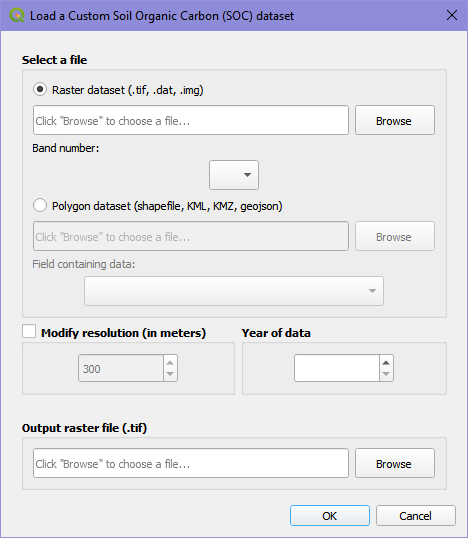 Load a Custom Soil Organic Carbon (SOC) dataset
Select a file
Raster dataset (.tif, .dat, .img)
Click "Browse" to choose a file...
Browse
Band number:
Polygon dataset (shapefile, KML, KMZ, geojson)
Click "Browse" to choose a file...
Browse
Field containing data:
Modify resolution (in meters)
Year of data
300
Output raster file (.tif)
Click "Browse" to choose a file...
Browse
OK
Cancel